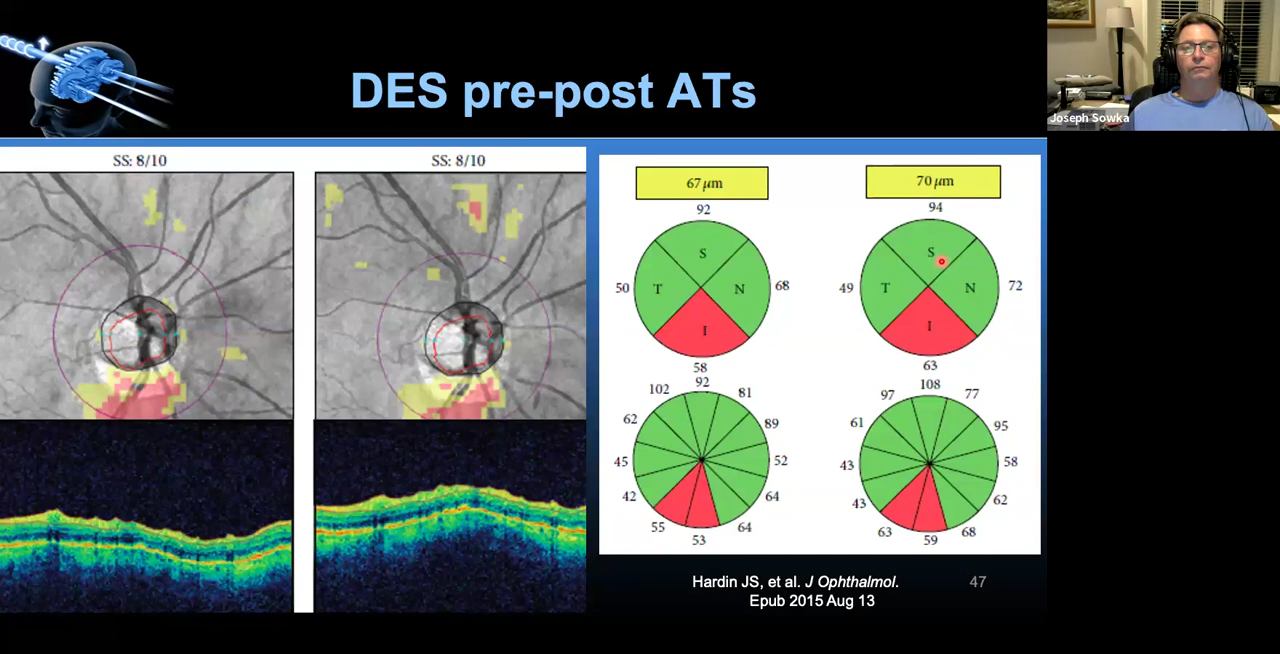 DES pre-post ATs
Joseph Sowka
SS: 8/10
SS: 8/10
67 µm
70 µm
92
94
S
S
50
T
N
68
49
T
N
72
I
I
58
63
92
108
102
81
97
77
62
89
61
95
45
52
43
58
42
64
43
62
55
64
63
68
53
59
Hardin JS, et al. J Ophthalmol.
Epub 2015 Aug 13
47